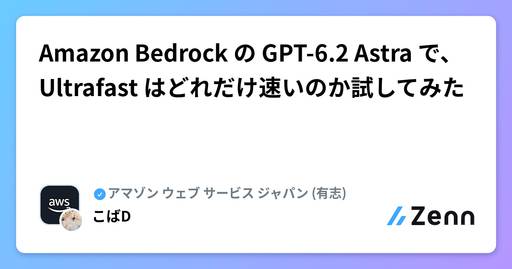 Amazon Bedrock の GPT-6.2 Astra で、
Ultrafast はどれだけ速いのか試してみた
aws
アマゾン ウェブ サービス ジャパン (有志)
こばD
Zenn